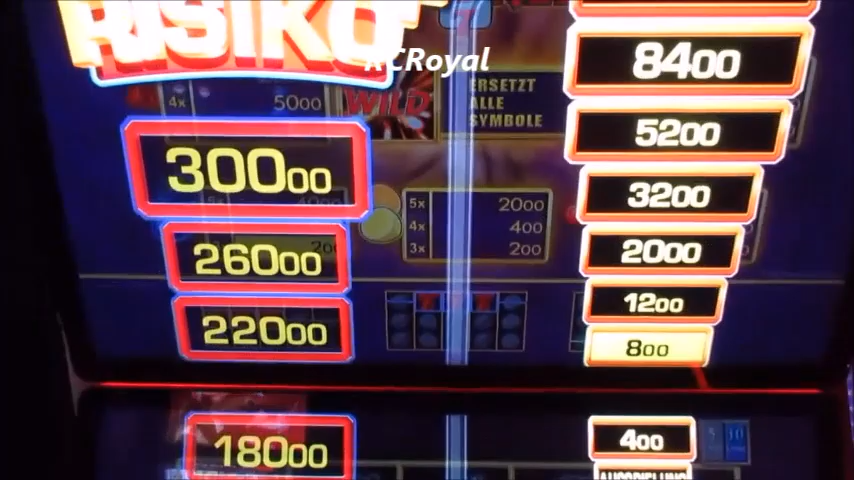 RISIKO
KCRoyal
8400
4x 5000
WILD
ERSETZT
ALLE
SYMBOLE
5200
30000
5x 2000
4x 400
3x 200
3200
26000
2000
22000
1200
800
18000
400